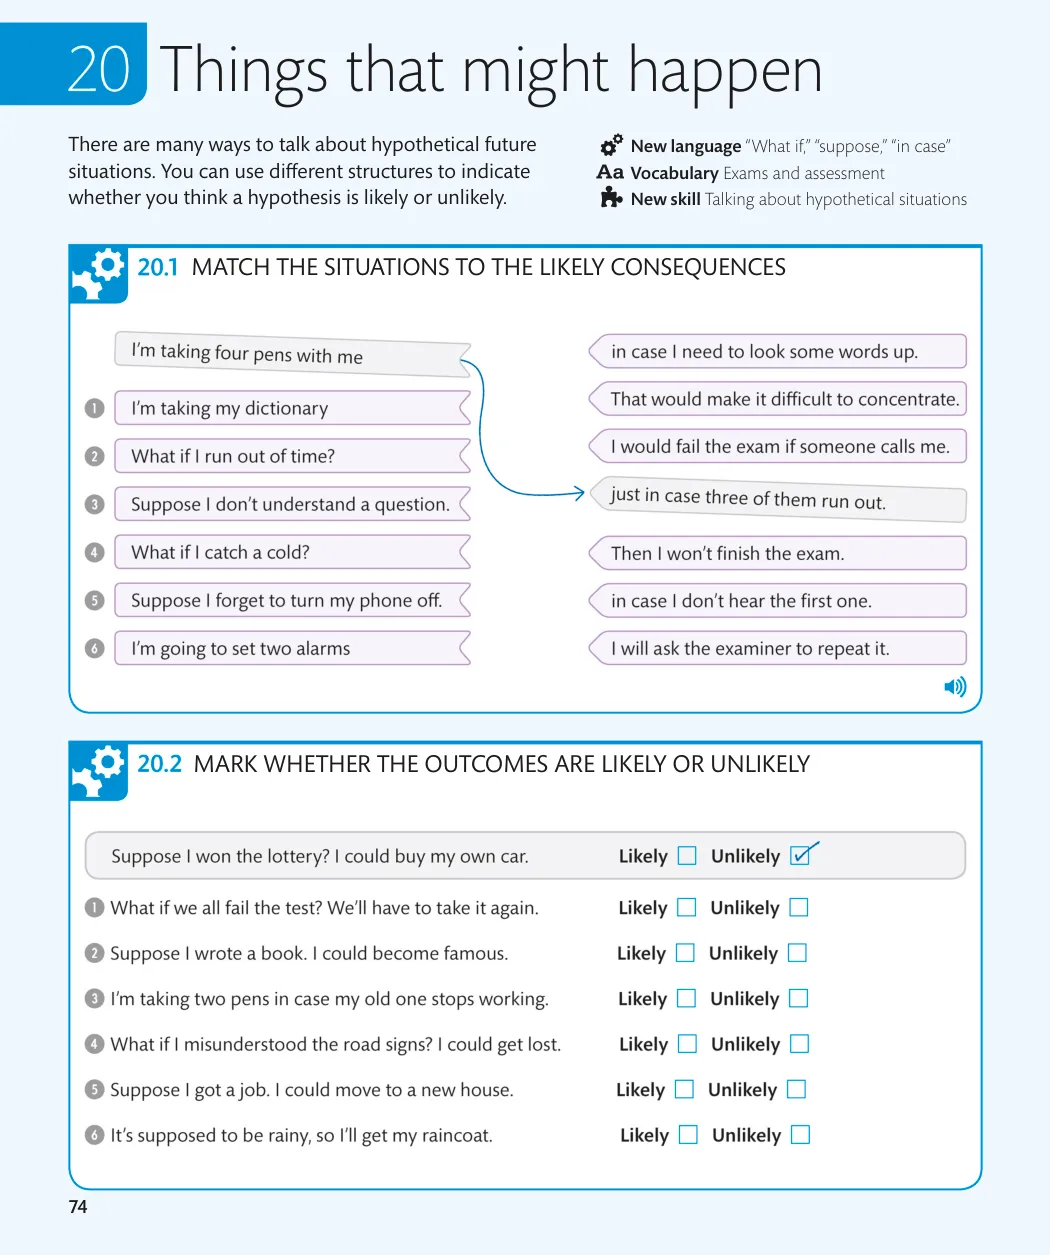 20 Things that might happen
There are many ways to talk about hypothetical future
situations. You can use different structures to indicate
whether you think a hypothesis is likely or unlikely.
New language “What if,” “suppose,” “in case”
Aa Vocabulary Exams and assessment
New skill Talking about hypothetical situations
20.1 MATCH THE SITUATIONS TO THE LIKELY CONSEQUENCES
I’m taking four pens with me
1 I’m taking my dictionary
2 What if I run out of time?
3 Suppose I don’t understand a question.
4 What if I catch a cold?
5 Suppose I forget to turn my phone off.
6 I’m going to set two alarms
in case I need to look some words up.
That would make it difficult to concentrate.
I would fail the exam if someone calls me.
just in case three of them run out.
Then I won’t finish the exam.
in case I don’t hear the first one.
I will ask the examiner to repeat it.
20.2 MARK WHETHER THE OUTCOMES ARE LIKELY OR UNLIKELY
Suppose I won the lottery? I could buy my own car. Likely Unlikely
1 What if we all fail the test? We’ll have to take it again. Likely Unlikely
2 Suppose I wrote a book. I could become famous. Likely Unlikely
3 I’m taking two pens in case my old one stops working. Likely Unlikely
4 What if I misunderstood the road signs? I could get lost. Likely Unlikely
5 Suppose I got a job. I could move to a new house. Likely Unlikely
6 It’s supposed to be rainy, so I’ll get my raincoat. Likely Unlikely
74